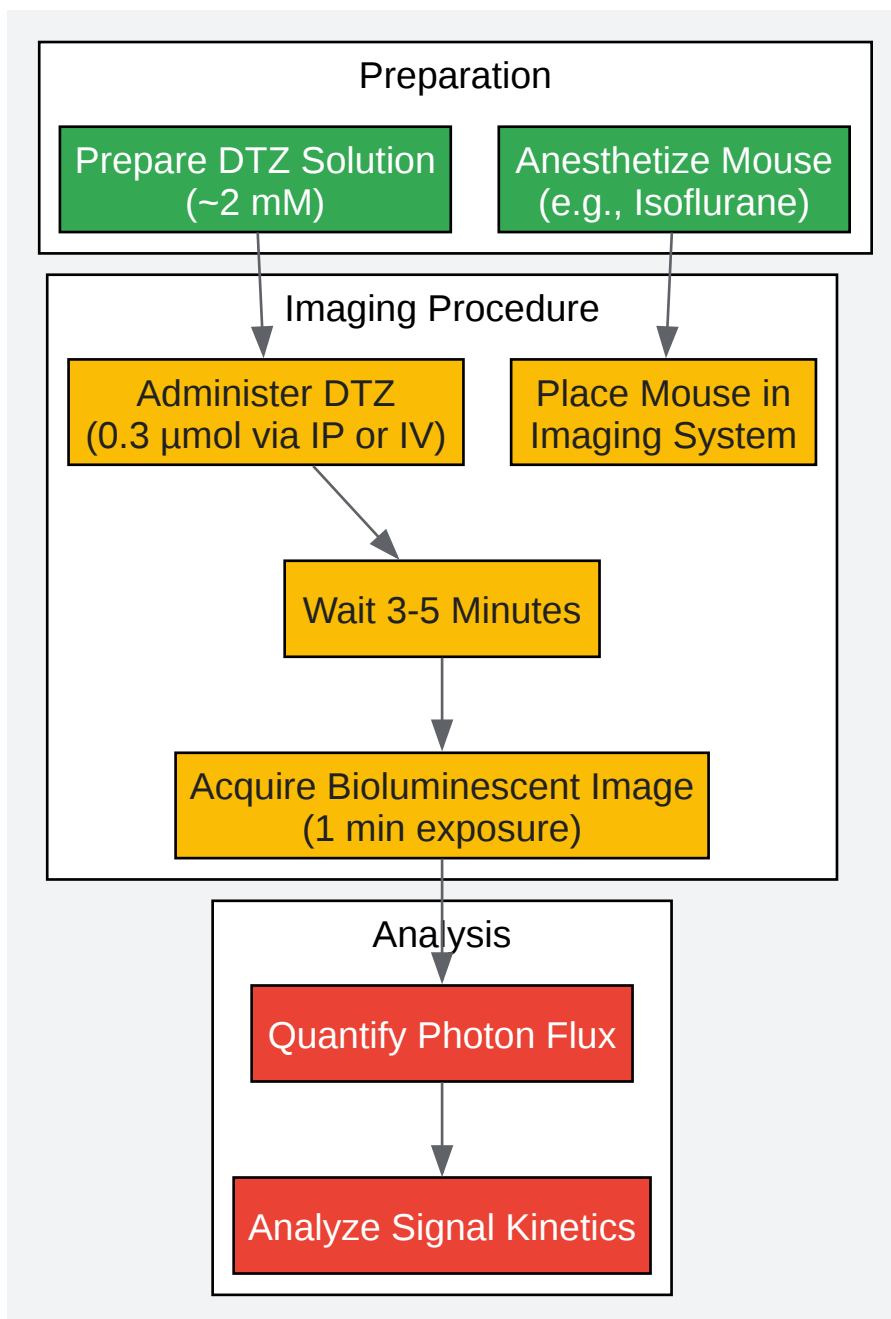 Preparation
Prepare DTZ Solution
(~2 mM)
Anesthetize Mouse
(e.g., Isoflurane)
Imaging Procedure
Administer DTZ
(0.3 µmol via IP or IV)
Place Mouse in
Imaging System
Wait 3-5 Minutes
Acquire Bioluminescent Image
(1 min exposure)
Analysis
Quantify Photon Flux
Analyze Signal Kinetics